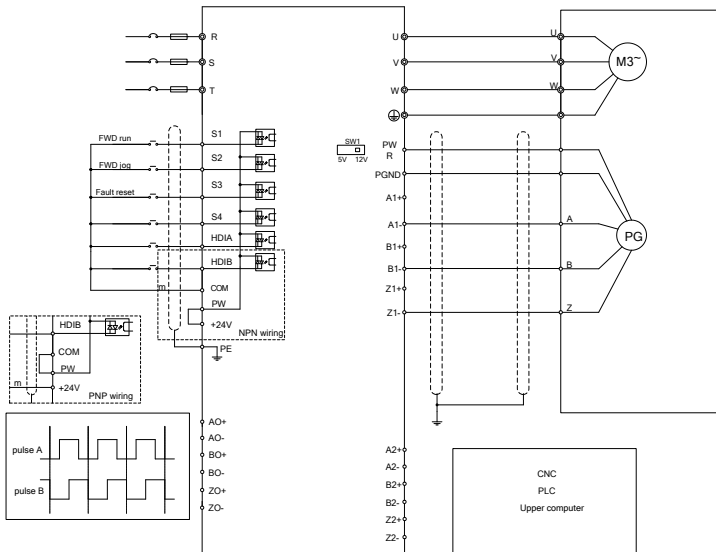 R
S
T
FWD run
FWD jog
Fault reset
S1
S2
S3
S4
HDIA
HDIB
m
COM
PW
+24V
NPN wiring
PE
HDIB
COM
PW
m
+24V
PNP wiring
pulse A
pulse B
AO+
AO-
BO+
BO-
ZO+
ZO-
U
V
W
SW1
5V 12V
PW
R
PGND
A1+
A1-
B1+
B1-
Z1+
Z1-
A2+
A2-
B2+
B2-
Z2+
Z2-
U
V
W
M3~
A
B
Z
PG
CNC
PLC
Upper computer